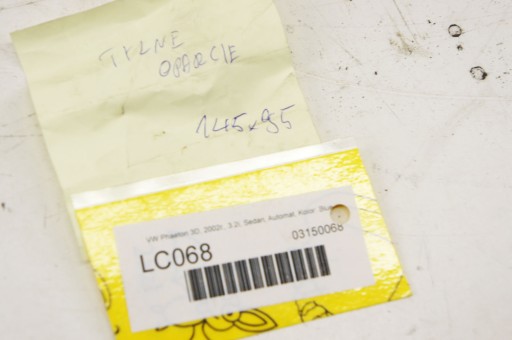 TYLNE
OPARCIE
145x95
VW Phaeton 3D, 2002r., 3.2i, Sedan, Automat, Kolor:
03150068
LC068